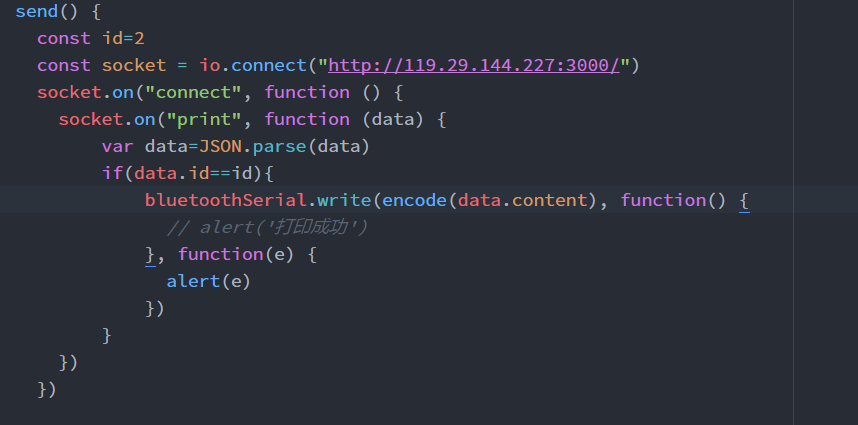 send() {
const id=2
const socket = io.connect("http://119.29.144.227:3000/")
socket.on("connect", function () {
socket.on("print", function (data) {
var data=JSON.parse(data)
if(data.id==id){
bluetoothSerial.write(encode(data.content), function() {
// alert('打印成功')
}, function(e) {
alert(e)
})
}
})
})